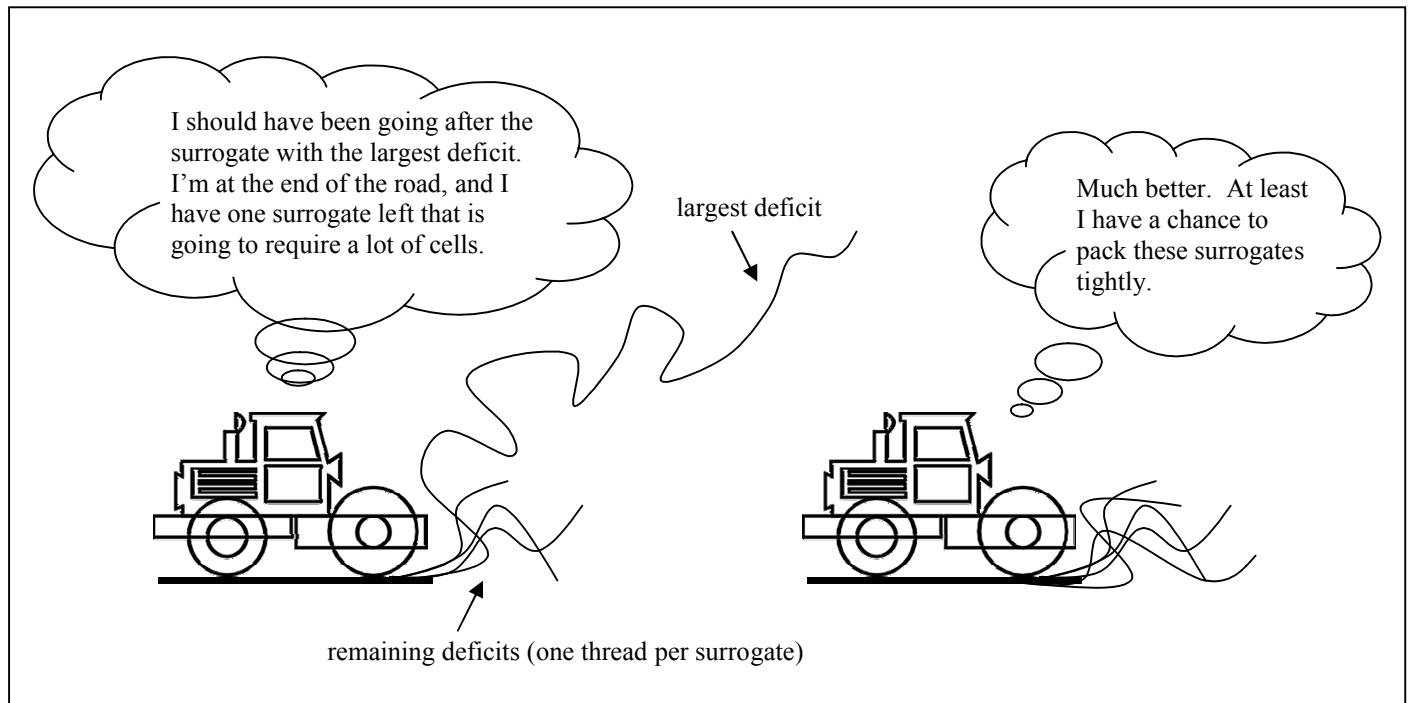 I should have been going after the
surrogate with the largest deficit.
I’m at the end of the road, and I
have one surrogate left that is
going to require a lot of cells.
largest deficit
Much better.  At least
I have a chance to
pack these surrogates
tightly.
remaining deficits (one thread per surrogate)